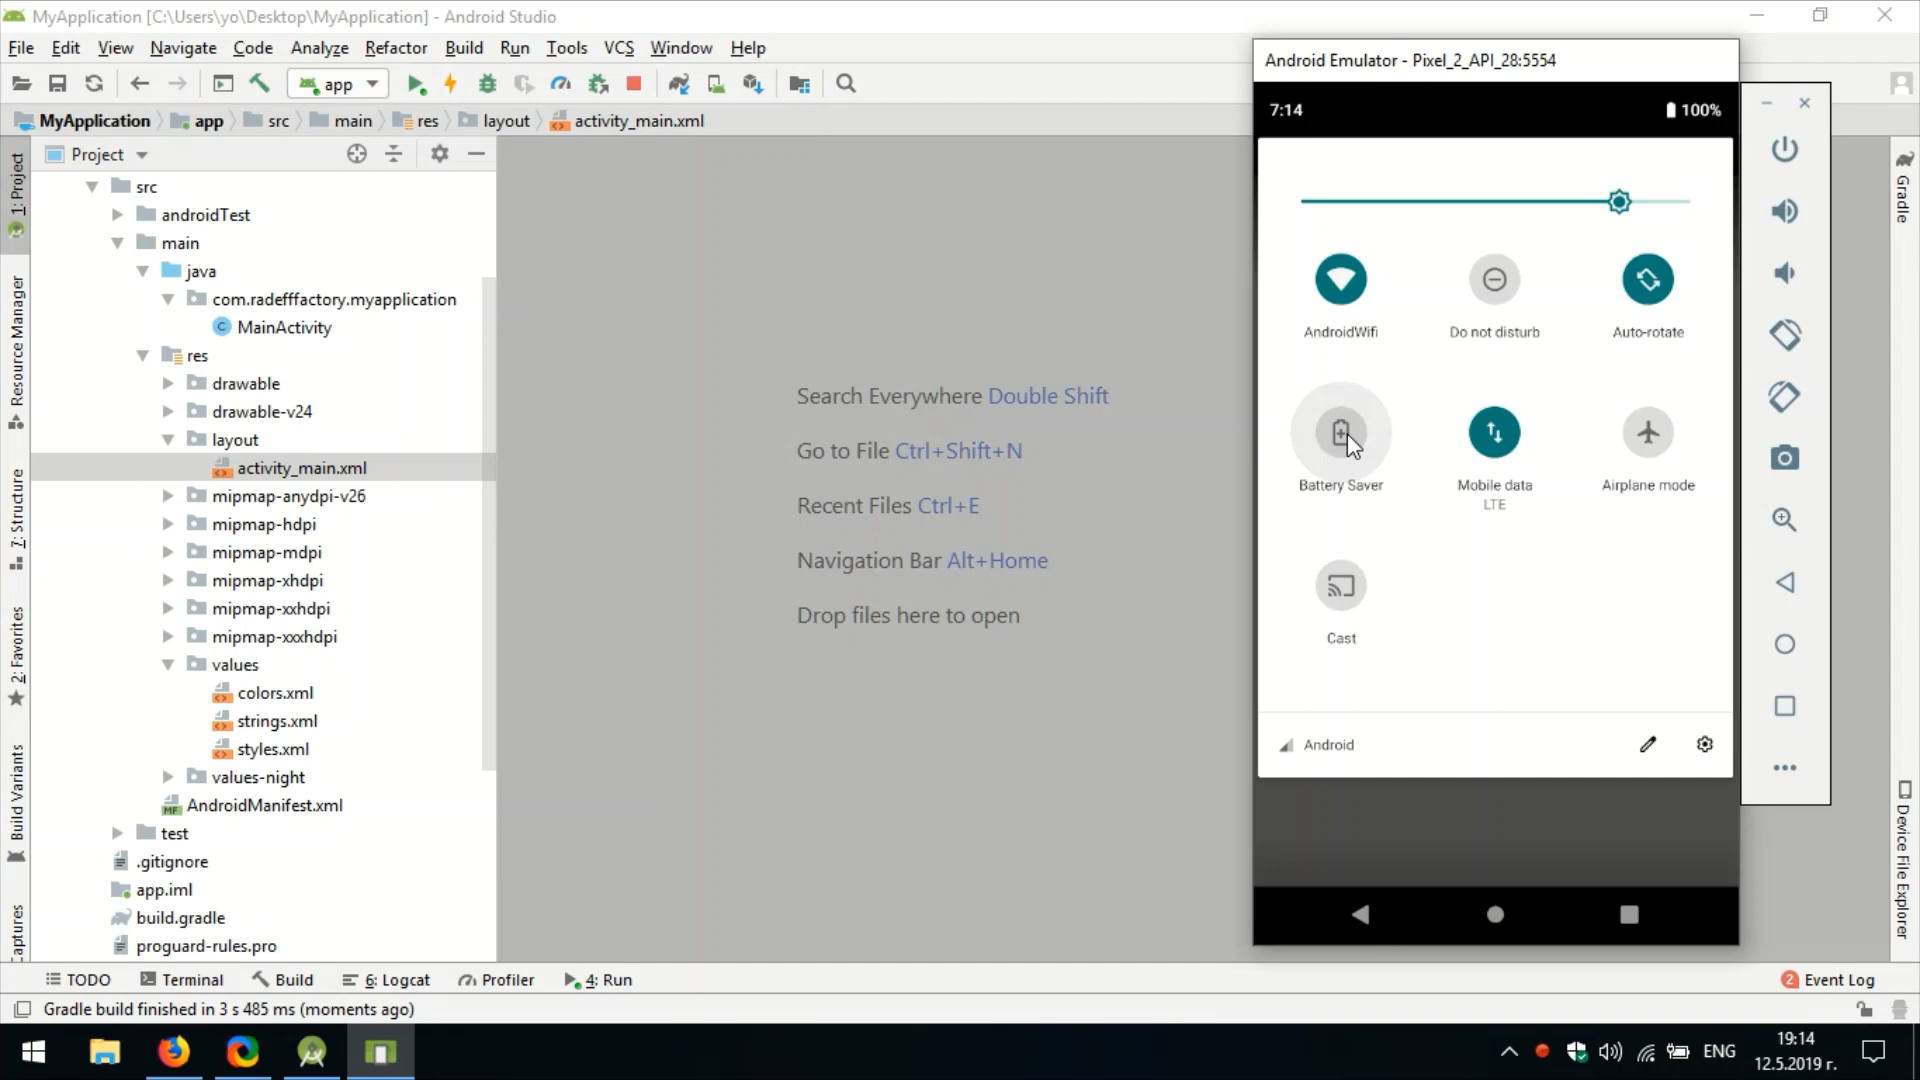 MyApplication [C:\Users\yo\Desktop\MyApplication] - Android Studio
File Edit View Navigate Code Analyze Refactor Build Run Tools VCS Window Help
app
MyApplication app src main res layout activity_main.xml
Project
src
androidTest
main
java
com.radefffactory.myapplication
MainActivity
res
drawable
drawable-v24
layout
activity_main.xml
mipmap-anydpi-v26
mipmap-hdpi
mipmap-mdpi
mipmap-xhdpi
mipmap-xxhdpi
mipmap-xxxhdpi
values
colors.xml
strings.xml
styles.xml
values-night
AndroidManifest.xml
test
.gitignore
app.iml
build.gradle
proguard-rules.pro
1: Project
Resource Manager
7: Structure
2: Favorites
Build Variants
Captures
Search Everywhere Double Shift
Go to File Ctrl+Shift+N
Recent Files Ctrl+E
Navigation Bar Alt+Home
Drop files here to open
Android Emulator - Pixel_2_API_28:5554
7:14 100%
AndroidWifi Do not disturb Auto-rotate
Battery Saver Mobile data Airplane mode
LTE
Cast
Android
Gradle
Device File Explorer
TODO Terminal Build 6: Logcat Profiler 4: Run 2 Event Log
Gradle build finished in 3 s 485 ms (moments ago)
ENG
19:14
12.5.2019 г.